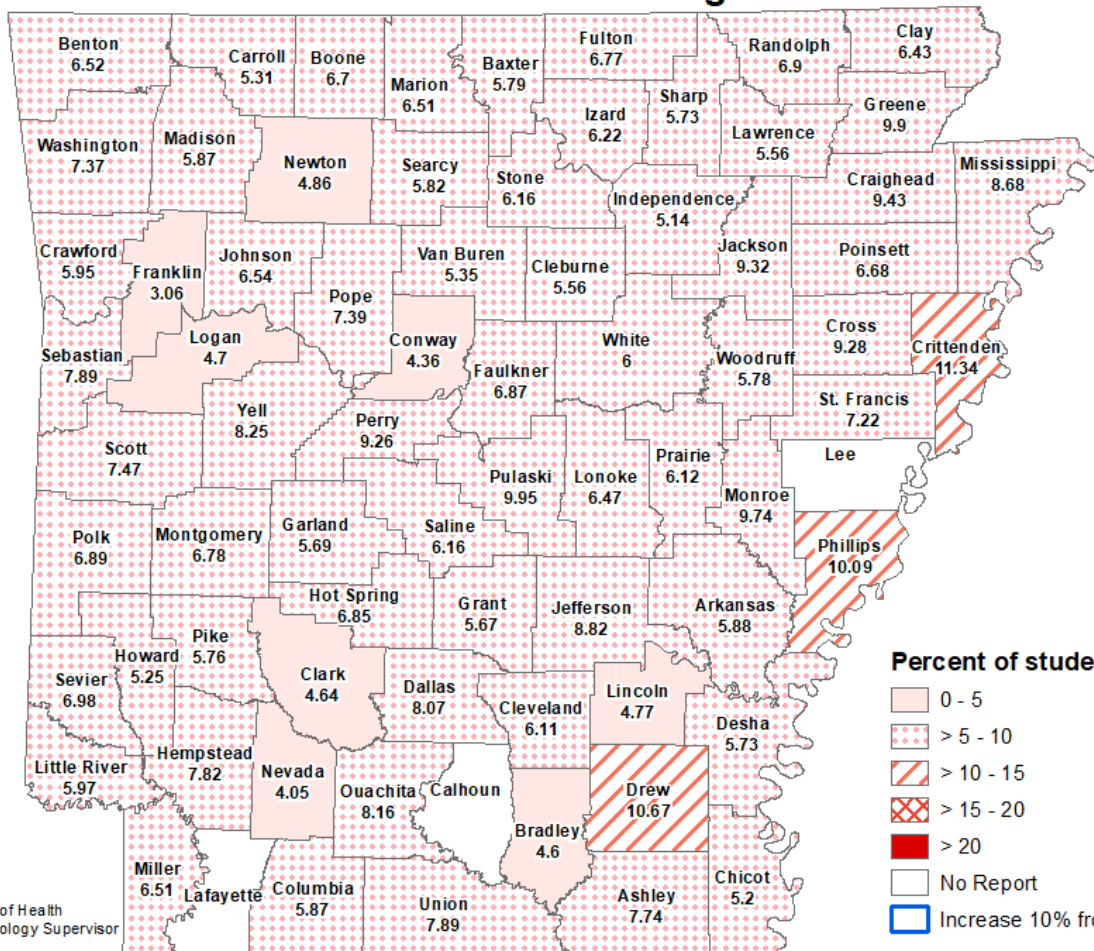 Benton
6.52
Carroll
5.31
Boone
6.7
Marion
6.51
Baxter
5.79
Fulton
6.77
Randolph
6.9
Clay
6.43
Washington
7.37
Madison
5.87
Newton
4.86
Searcy
5.82
Stone
6.16
Izard
6.22
Sharp
5.73
Lawrence
5.56
Greene
9.9
Independence
5.14
Craighead
9.43
Mississippi
8.68
Crawford
5.95
Franklin
3.06
Johnson
6.54
Pope
7.39
Van Buren
5.35
Cleburne
5.56
Jackson
9.32
Poinsett
6.68
Sebastian
7.89
Logan
4.7
Conway
4.36
Faulkner
6.87
White
6
Woodruff
5.78
Cross
9.28
Crittenden
11.34
St. Francis
7.22
Scott
7.47
Yell
8.25
Perry
9.26
Pulaski
9.95
Lonoke
6.47
Prairie
6.12
Monroe
9.74
Lee
Polk
6.89
Montgomery
6.78
Garland
5.69
Saline
6.16
Phillips
10.09
Hot Spring
6.85
Grant
5.67
Jefferson
8.82
Arkansas
5.88
Sevier
6.98
Howard
5.25
Pike
5.76
Clark
4.64
Dallas
8.07
Cleveland
6.11
Lincoln
4.77
Desha
5.73
Little River
5.97
Hempstead
7.82
Nevada
4.05
Ouachita
8.16
Calhoun
Bradley
4.6
Drew
10.67
Miller
6.51
Lafayette
Columbia
5.87
Union
7.89
Ashley
7.74
Chicot
5.2
Percent of stude
0 - 5
> 5 - 10
> 10 - 15
> 15 - 20
> 20
No Report
Increase 10% fro
of Health
ology Supervisor